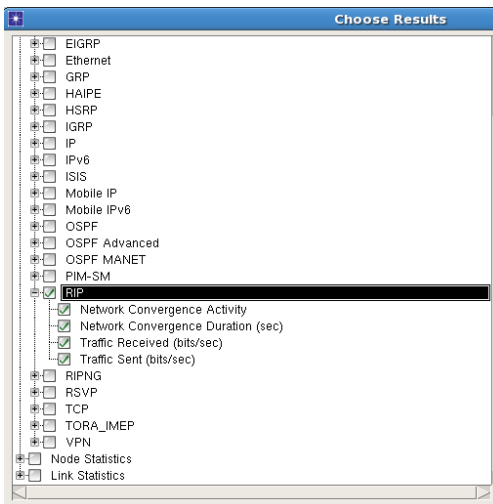 Choose Results
EIGRP
Ethernet
GRP
HAIPE
HSRP
IGRP
IP
IPv6
ISIS
Mobile IP
Mobile IPv6
OSPF
OSPF Advanced
OSPF MANET
PIM-SM
RIP
Network Convergence Activity
Network Convergence Duration (sec)
Traffic Received (bits/sec)
Traffic Sent (bits/sec)
RIPNG
RSVP
TCP
TORA_IMEP
VPN
Node Statistics
Link Statistics